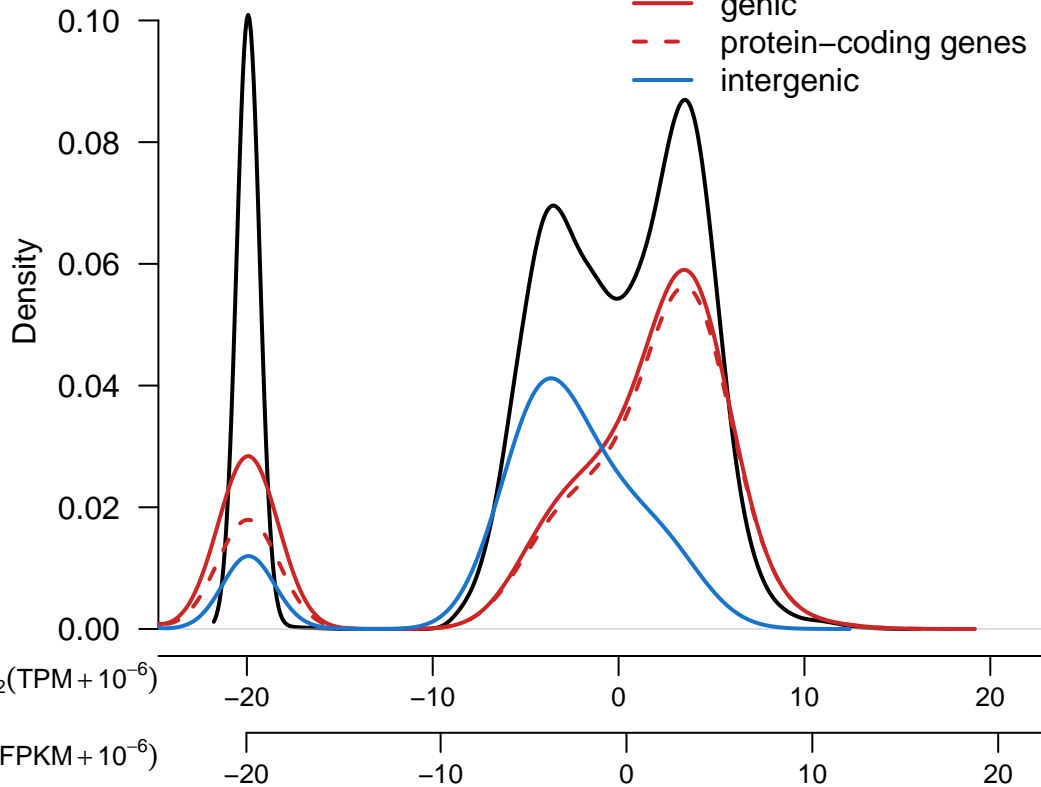 genic
protein−coding genes
intergenic
0.10
0.08
0.06
0.04
0.02
0.00
Density
₂(TPM+10⁻⁶)
−20 −10 0 10 20
FPKM+10⁻⁶)
−20 −10 0 10 20